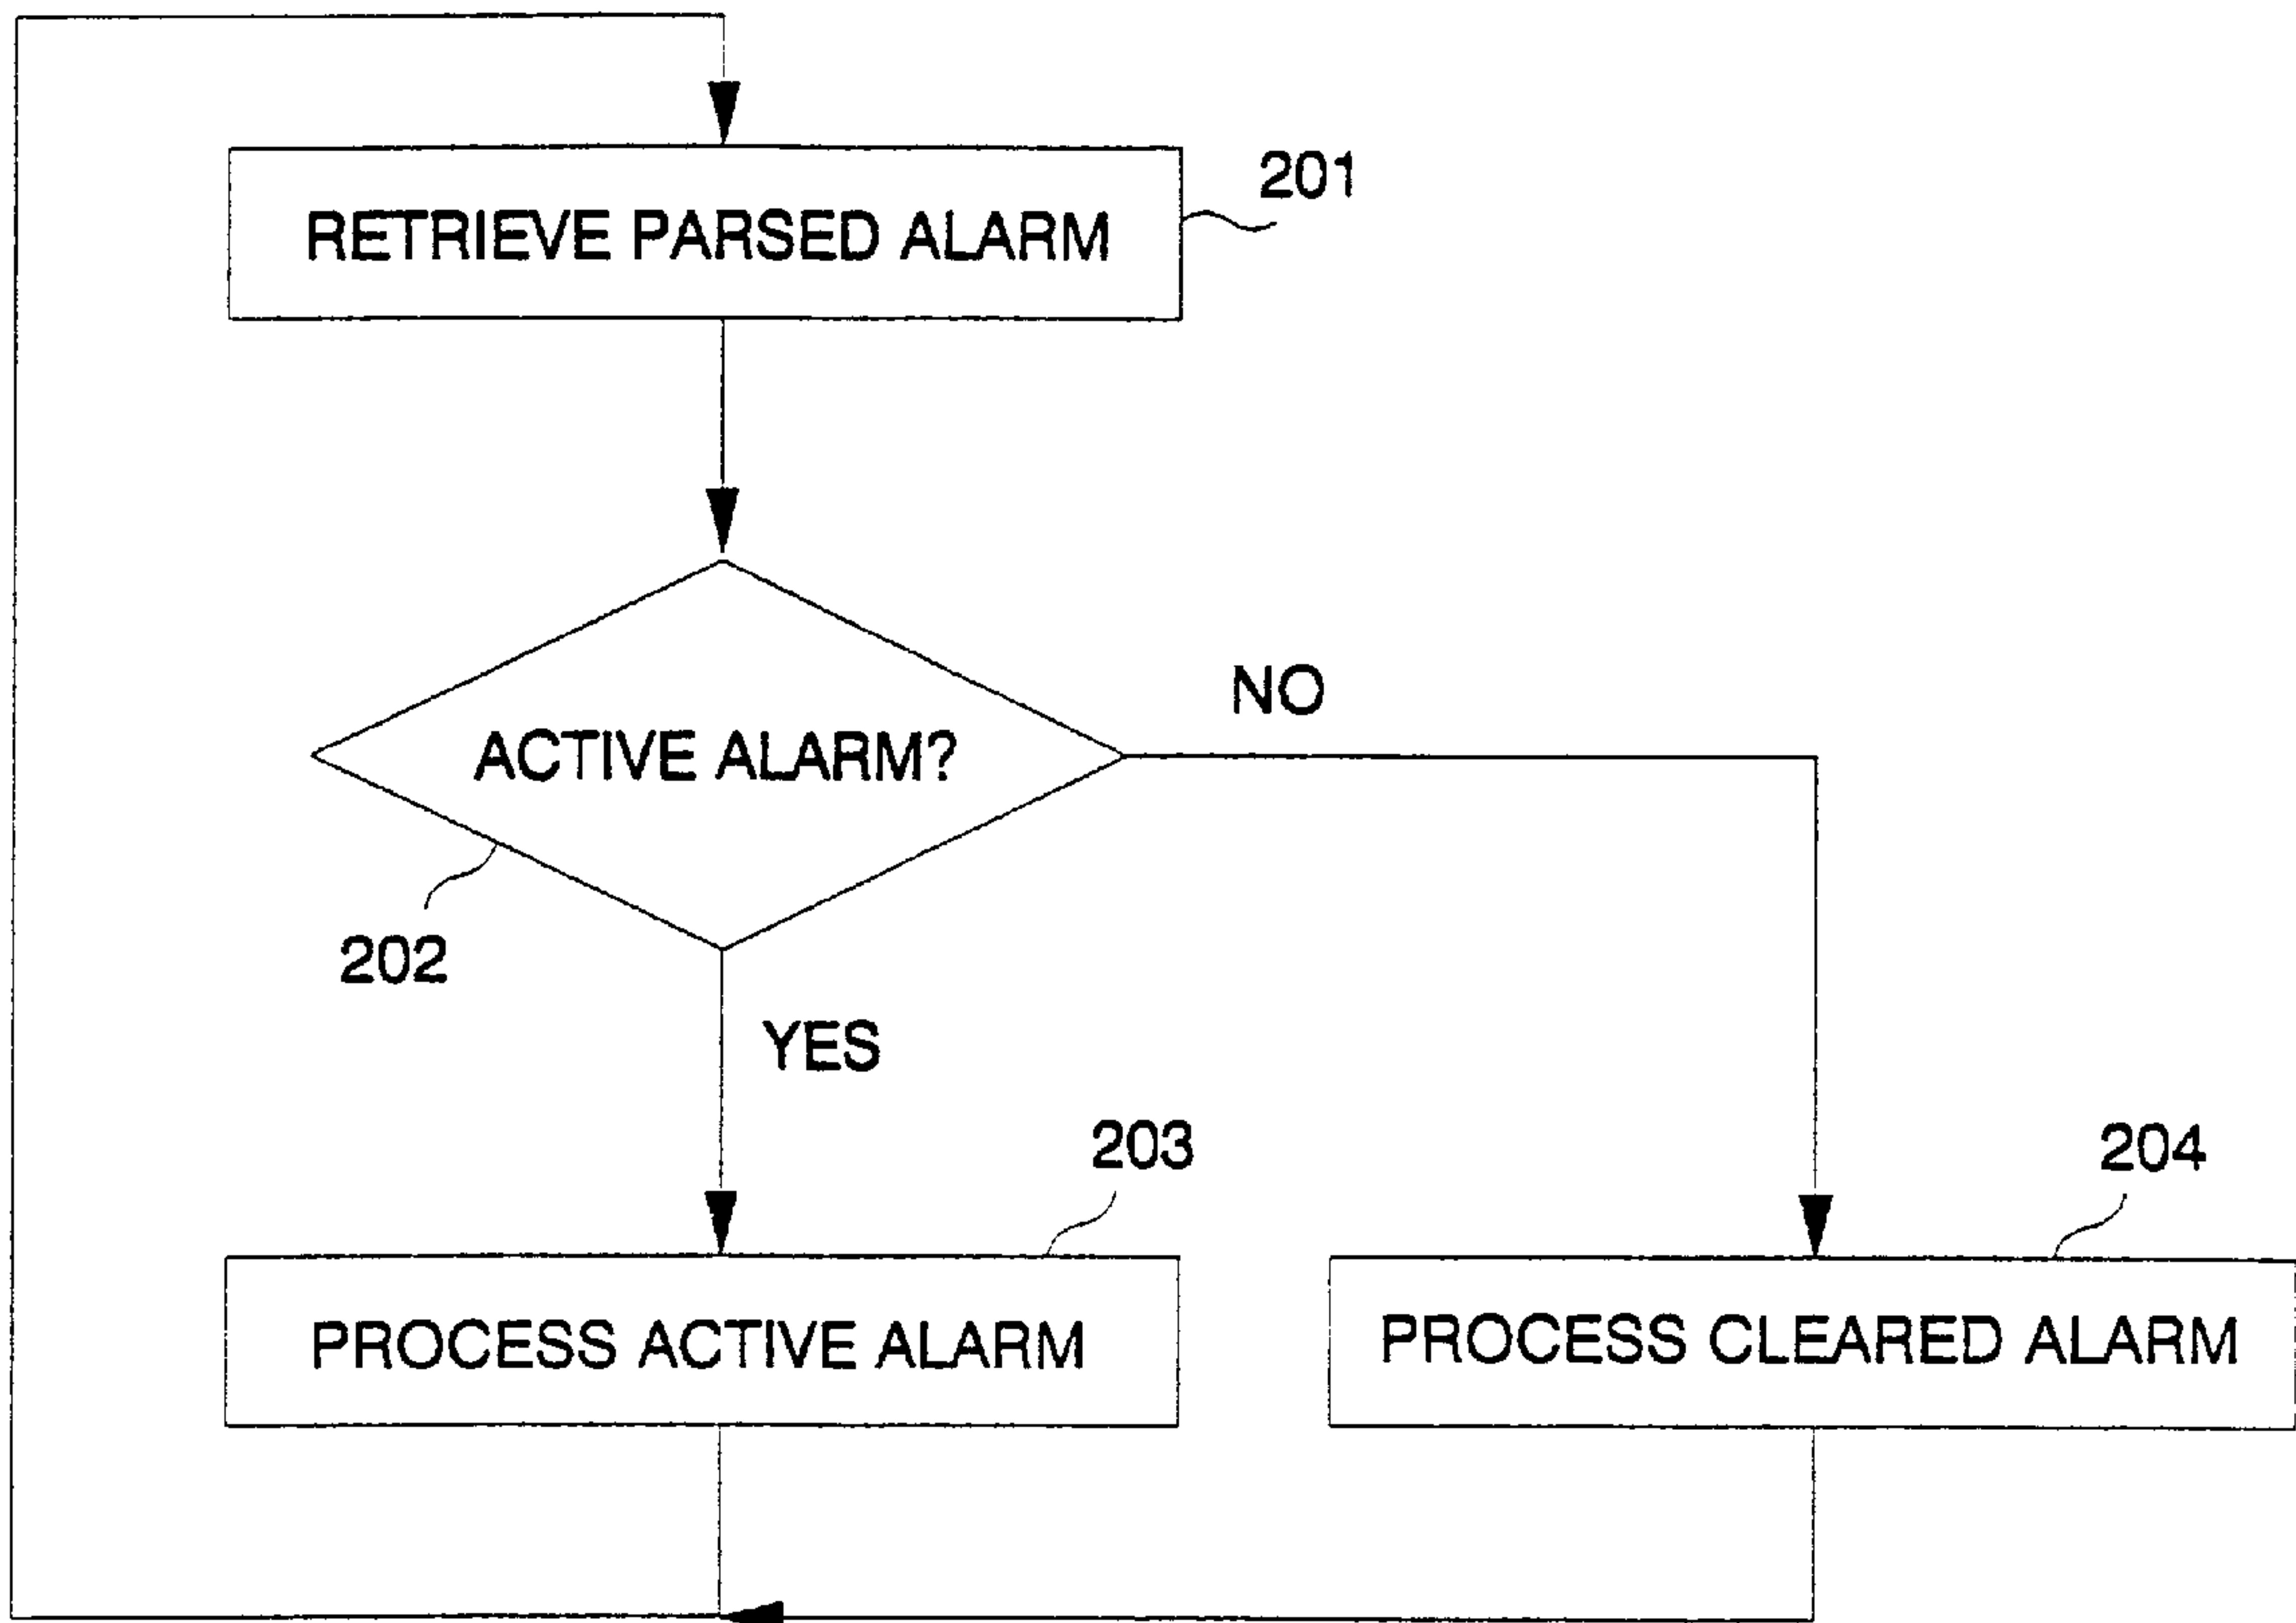 201
RETRIEVE PARSED ALARM
NO
ACTIVE ALARM?
202
YES
203
204
PROCESS ACTIVE ALARM
PROCESS CLEARED ALARM